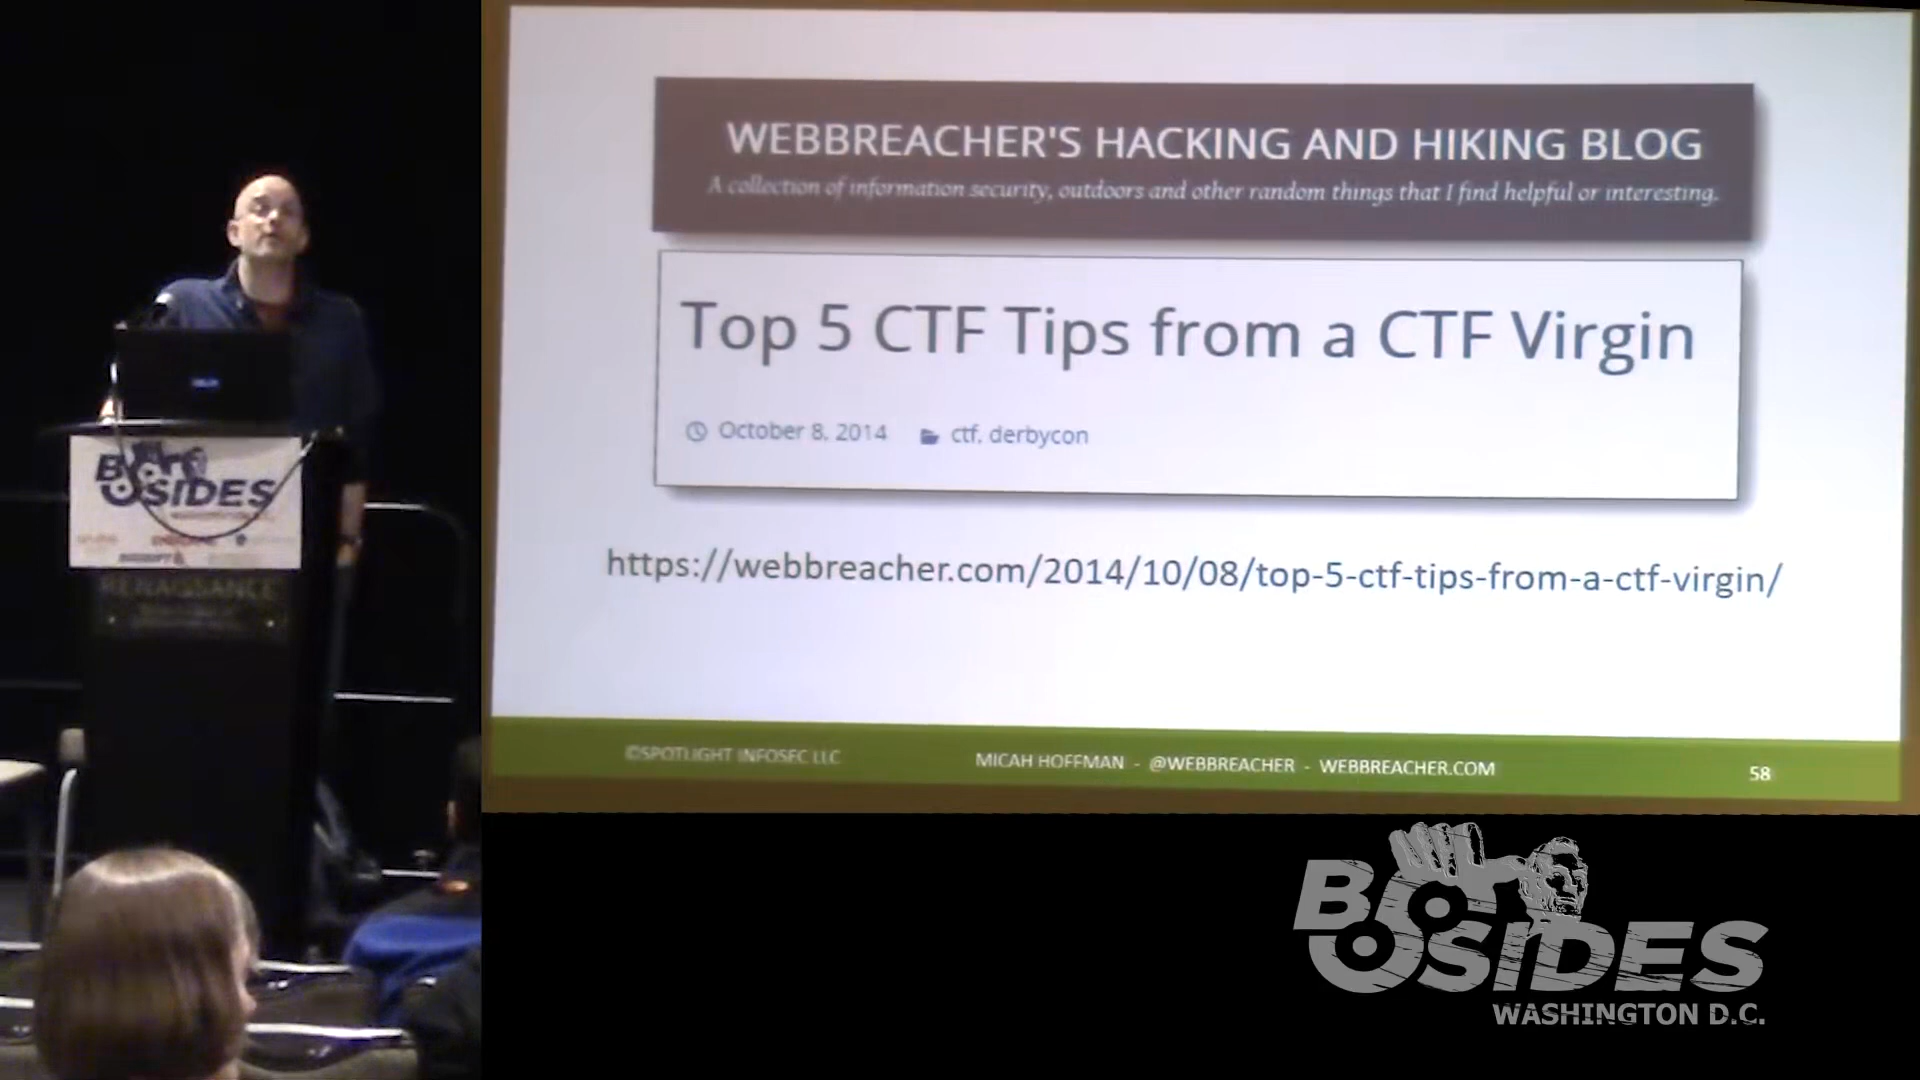 WEBBREACHER'S HACKING AND HIKING BLOG
A collection of information security, outdoors and other random things that I find helpful or interesting.
Top 5 CTF Tips from a CTF Virgin
October 8, 2014 ctf, derbycon
https://webbreacher.com/2014/10/08/top-5-ctf-tips-from-a-ctf-virgin/
©SPOTLIGHT INFOSEC LLC MICAH HOFFMAN - @WEBBREACHER - WEBBREACHER.COM 58
BSIDES
RENAISSANCE
BSIDES
WASHINGTON D.C.